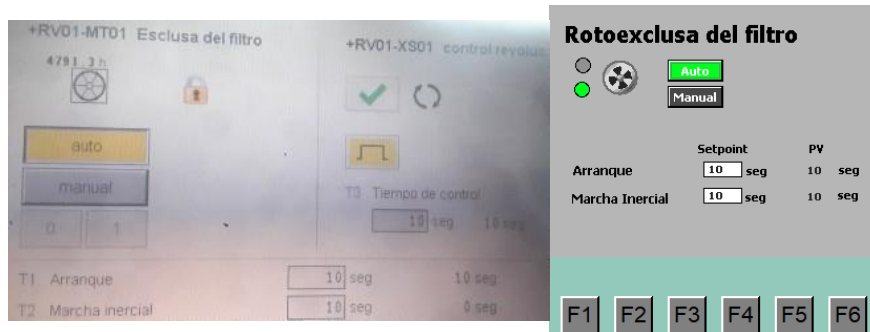 +RV01-MT01 Esclusa del filtro
4791.3 h
auto
manual
0 1
+RV01-XS01 control revolus
T3 Tiempo de control
10 seg 10 seg
T1 Arranque 10 seg 10 seg
T2 Marcha inercial 10 seg 0 seg
Rotoexclusa del filtro
Auto
Manual
Setpoint PV
Arranque 10 seg 10 seg
Marcha Inercial 10 seg 10 seg
F1 F2 F3 F4 F5 F6